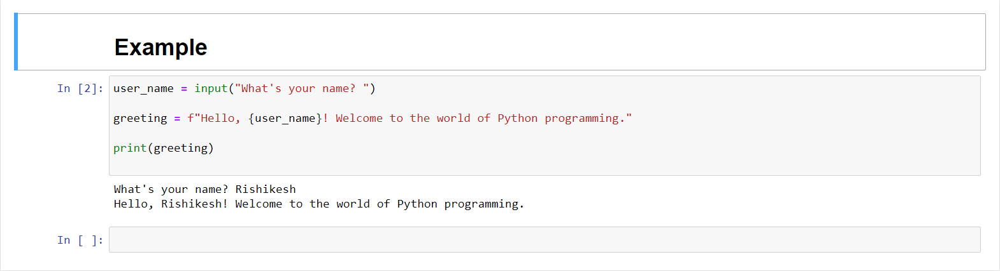 Example
In [2]: user_name = input("What's your name? ")
greeting = f"Hello, {user_name}! Welcome to the world of Python programming."
print(greeting)
What's your name? Rishikesh
Hello, Rishikesh! Welcome to the world of Python programming.
In [ ]: